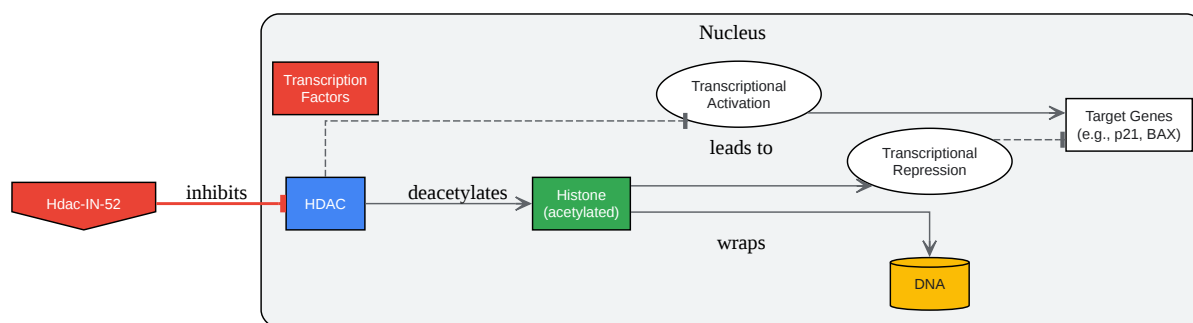 Nucleus
Transcription
Factors
Transcriptional
Activation
Target Genes
(e.g., p21, BAX)
leads to
Transcriptional
Repression
Hdac-IN-52
inhibits
HDAC
deacetylates
Histone
(acetylated)
wraps
DNA